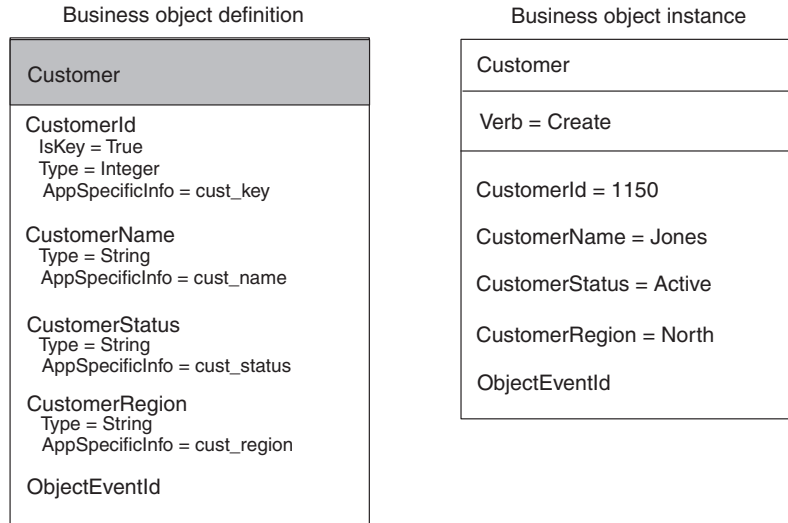 Business object definition
Customer
CustomerId
IsKey = True
Type = Integer
AppSpecificInfo = cust_key
CustomerName
Type = String
AppSpecificInfo = cust_name
CustomerStatus
Type = String
AppSpecificInfo = cust_status
CustomerRegion
Type = String
AppSpecificInfo = cust_region
ObjectEventId
Business object instance
Customer
Verb = Create
CustomerId = 1150
CustomerName = Jones
CustomerStatus = Active
CustomerRegion = North
ObjectEventId